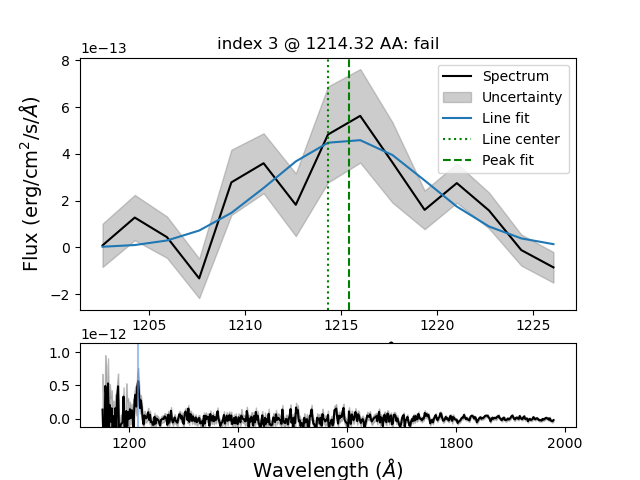 index 3 @ 1214.32 AA: fail
1e−13
8
6
4
2
0
−2
Flux (erg/cm²/s/Å)
Spectrum
Uncertainty
Line fit
Line center
Peak fit
1205 1210 1215 1220 1225
1e−12
1.0
0.5
0.0
1200 1400 1600 1800 2000
Wavelength (Å)